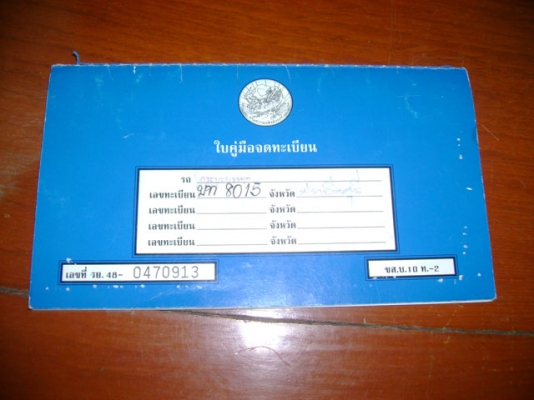 ใบคู่มือจดทะเบียน
รถ
เลขทะเบียน 8015 จังหวัด
เลขทะเบียน จังหวัด
เลขทะเบียน จังหวัด
เลขทะเบียน จังหวัด
เลขที่ รย. 48- 0470913
ขส.บ.10 ท.-2